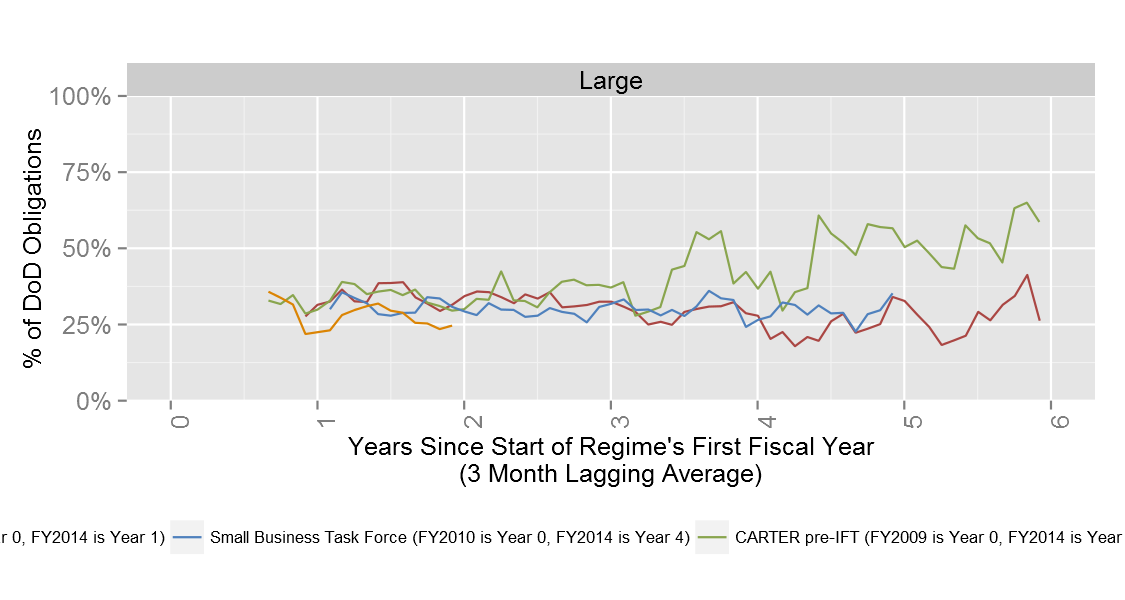 Large
100%
75%
50%
25%
0%
% of DoD Obligations
0 1 2 3 4 5 6
Years Since Start of Regime's First Fiscal Year
(3 Month Lagging Average)
r 0, FY2014 is Year 1) Small Business Task Force (FY2010 is Year 0, FY2014 is Year 4) CARTER pre-IFT (FY2009 is Year 0, FY2014 is Year